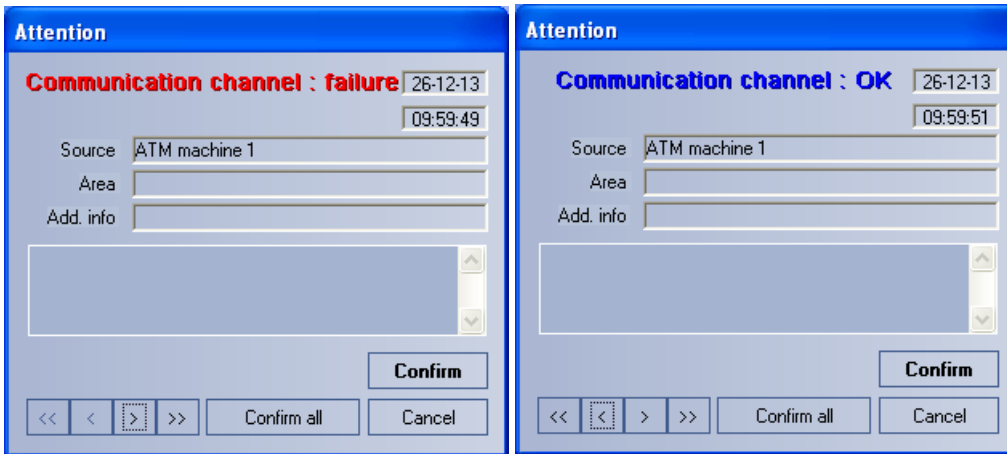 Attention
Communication channel : failure 26-12-13
09:59:49
Source ATM machine 1
Area
Add. info
Confirm
<< < > >> Confirm all Cancel
Attention
Communication channel : OK 26-12-13
09:59:51
Source ATM machine 1
Area
Add. info
Confirm
<< < > >> Confirm all Cancel